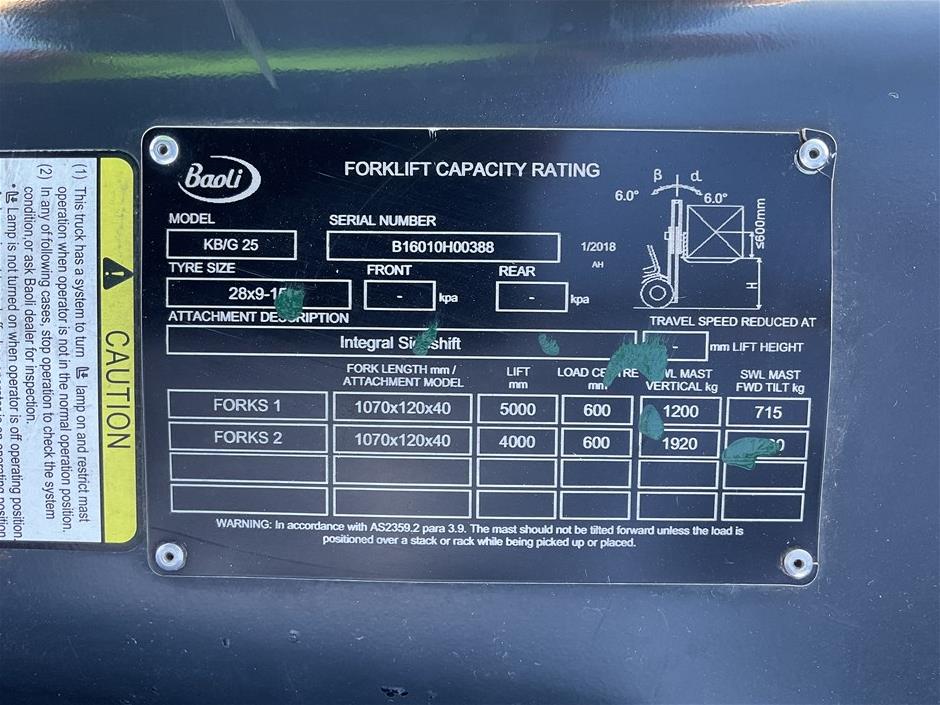 Baoli
FORKLIFT CAPACITY RATING
β α
6.0° 6.0°
≤600mm
H
MODEL
KB/G 25
SERIAL NUMBER
B16010H00388
1/2018
AH
TYRE SIZE
28x9-15
FRONT
- kpa
REAR
- kpa
ATTACHMENT DESCRIPTION
Integral Sideshift
TRAVEL SPEED REDUCED AT
- mm LIFT HEIGHT
FORK LENGTH mm /
ATTACHMENT MODEL
LIFT
mm
LOAD CENTRE
mm
SWL MAST
VERTICAL kg
SWL MAST
FWD TILT kg
FORKS 1 1070x120x40 5000 600 1200 715
FORKS 2 1070x120x40 4000 600 1920
WARNING: In accordance with AS2359.2 para 3.9. The mast should not be tilted forward unless the load is
positioned over a stack or rack while being picked up or placed.
CAUTION
(1) This truck has a system to turn lamp on and restrict mast
operation when operator is not in the normal operation position.
(2) In any of following cases, stop operation to check the system
condition,or ask Baoli dealer for inspection.
• Lamp is not turned on when operator is off operating position.